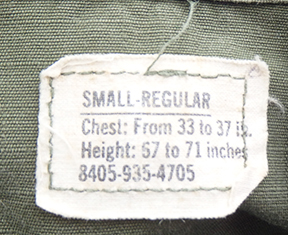 SMALL-REGULAR
Chest: From 33 to 37 in.
Height: 67 to 71 inches
8405-935-4705